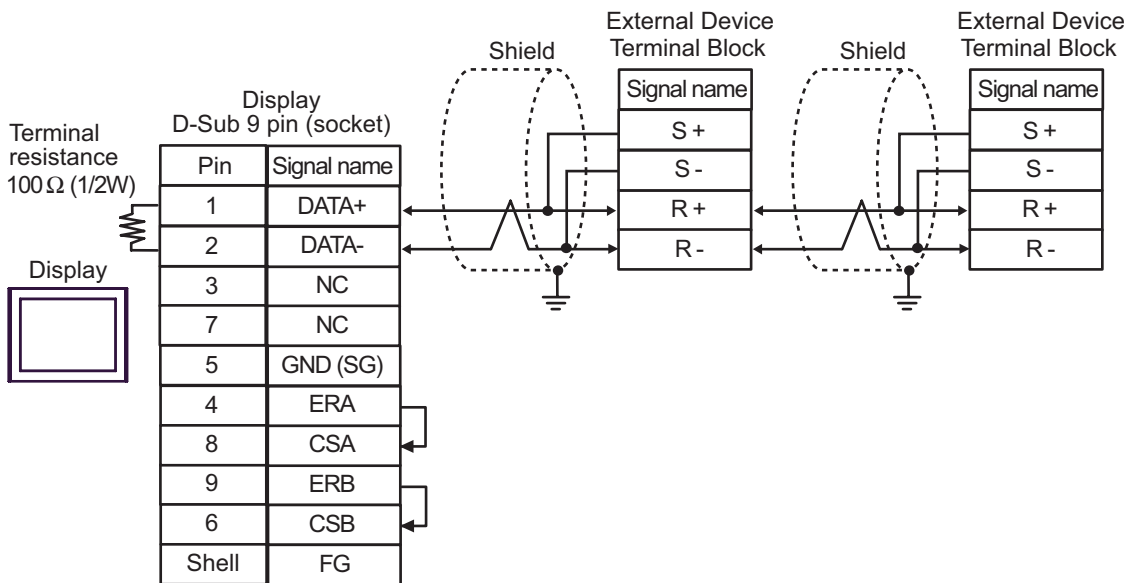 External Device
Terminal Block
External Device
Terminal Block
Shield
Shield
Signal name
Signal name
Display
D-Sub 9 pin (socket)
S +
S +
Terminal
resistance
100Ω (1/2W)
Pin Signal name
S -
S -
1 DATA+
R +
R +
2 DATA-
R -
R -
Display
3 NC
7 NC
5 GND (SG)
4 ERA
8 CSA
9 ERB
6 CSB
Shell FG